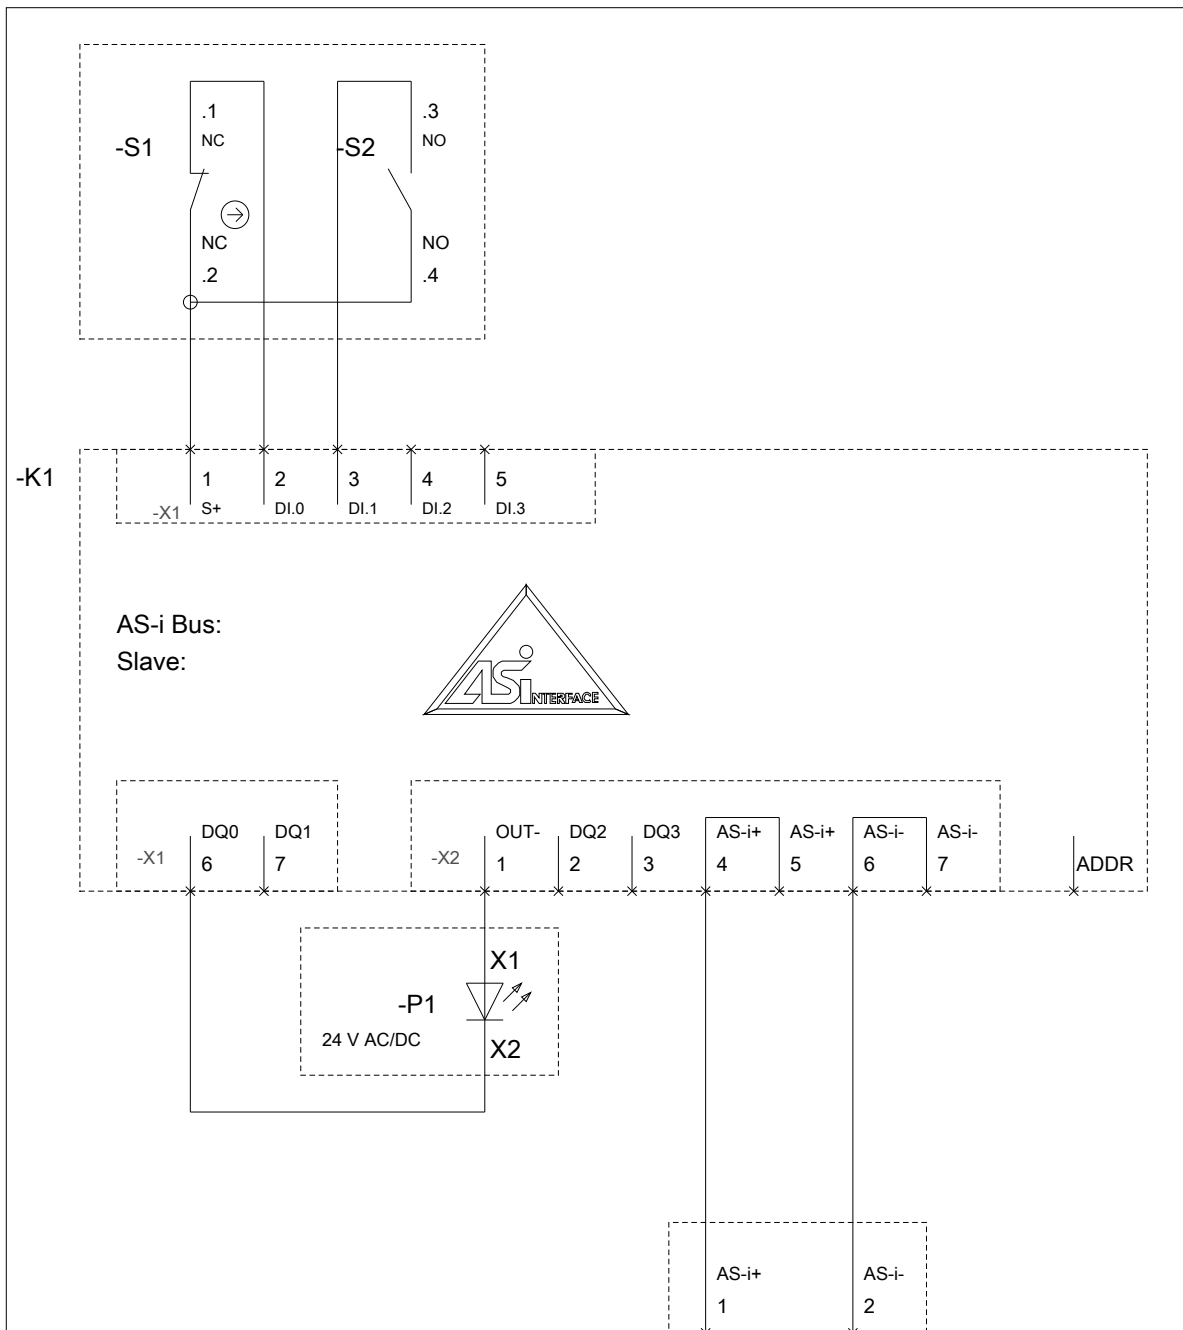 .1 .3
NC NO
-S1 -S2
NC NO
.2 .4
-K1
1 2 3 4 5
-X1 S+ DI.0 DI.1 DI.2 DI.3
AS-i Bus:
Slave:
ASi INTERFACE
DQ0 DQ1 OUT- DQ2 DQ3 AS-i+ AS-i+ AS-i- AS-i-
-X1 6 7 -X2 1 2 3 4 5 6 7 ADDR
X1
-P1
24 V AC/DC
X2
AS-i+ AS-i-
1 2